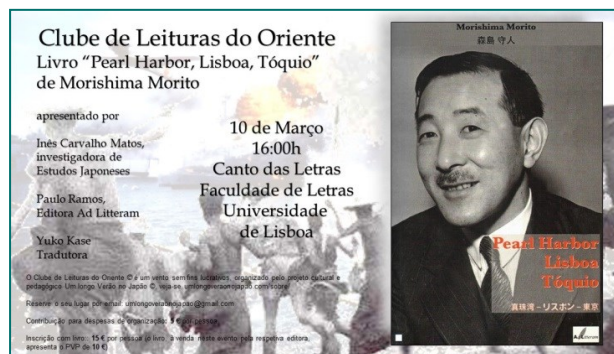 Clube de Leituras do Oriente
Livro "Pearl Harbor, Lisboa, Tóquio"
de Morishima Morito
apresentado por
Inês Carvalho Matos,
investigadora de
Estudos Japoneses
Paulo Ramos,
Editora Ad Litteram
Yuko Kase
Tradutora
10 de Março
16:00h
Canto das Letras
Faculdade de Letras
Universidade
de Lisboa
O Clube de Leituras do Oriente © é um vento sem fins lucrativos, organizado pelo projeto cultural e
pedagógico Um longo Verão no Japão ©, veja-se, umlongoveraonojapao.com/sobre/
Reserve o seu lugar por email: umlongoveraonojapao@gmail.com
Contribuição para despesas de organização: 5 € por pessoa
Inscrição com livro: 15 € por pessoa (o livro, à venda neste evento pela respetiva editora,
apresenta o PVP de 10 €)
Morishima Morito
森島 守人
Pearl Harbor
Lisboa
Tóquio
真珠湾－リスボン－東京